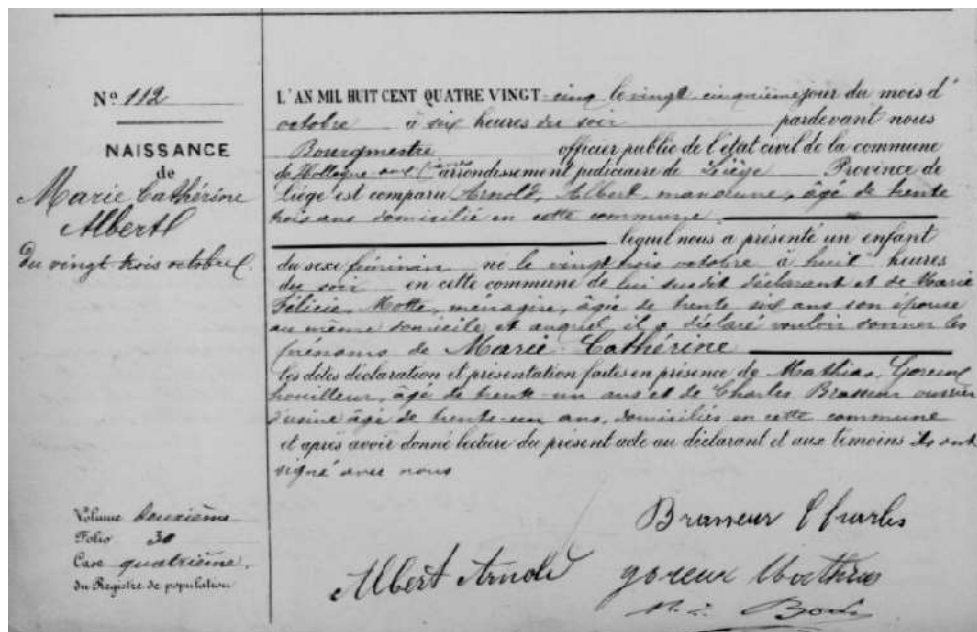 Nº 112
NAISSANCE
de
Marie Cathérine
Albert
du vingt trois octobre
L'AN MIL HUIT CENT QUATRE VINGT-cinq le vingt cinquième jour du mois d'
octobre à six heures du soir pardevant nous
Bourgmestre officier public de l'état civil de la commune
de Hollogne aux arrondissement judiciaire de Liège Province de
Liège est comparu Arnold Albert, manœuvre, âgé de trente
trois ans domicilié en cette commune
lequel nous a présenté un enfant
du sexe féminin né le vingt trois octobre à huit heures
du soir en cette commune de lui susdit déclarant et de Marie
Félicie Motte, ménagère, âgée de trente six ans son épouse
au même domicile et auquel il a déclaré vouloir donner les
prénoms de Marie Cathérine
les dites déclaration et présentation faites en présence de Mathias Goreux
houilleur, âgé de trente-un ans et de Charles Brasseur ouvrier
d'usine âgé de trente-un ans, domiciliés en cette commune
et après avoir donné lecture du présent acte au déclarant et aux témoins ils ont
signé avec nous
Volume deuxième
Folio 30
Case quatrième
du Registre de population
Brasseur Charles
Albert Arnold
goreux Mathias